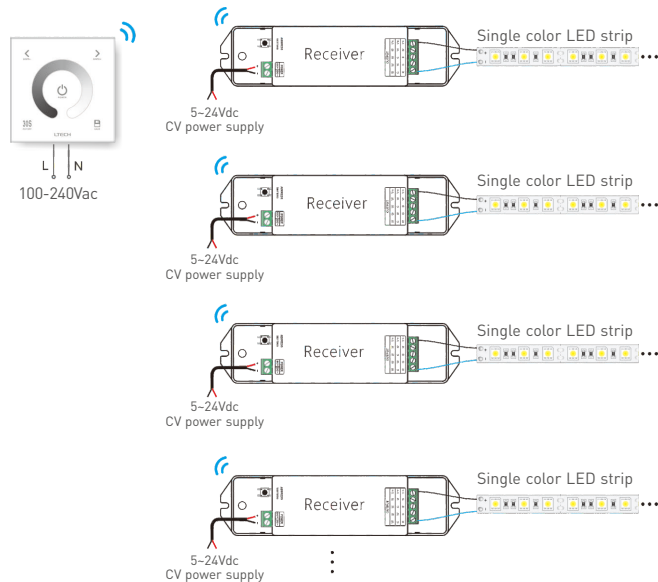 30S
LTECH
L N
100-240Vac
Receiver
Single color LED strip
5~24Vdc
CV power supply
Receiver
Single color LED strip
5~24Vdc
CV power supply
Receiver
Single color LED strip
5~24Vdc
CV power supply
Receiver
Single color LED strip
5~24Vdc
CV power supply